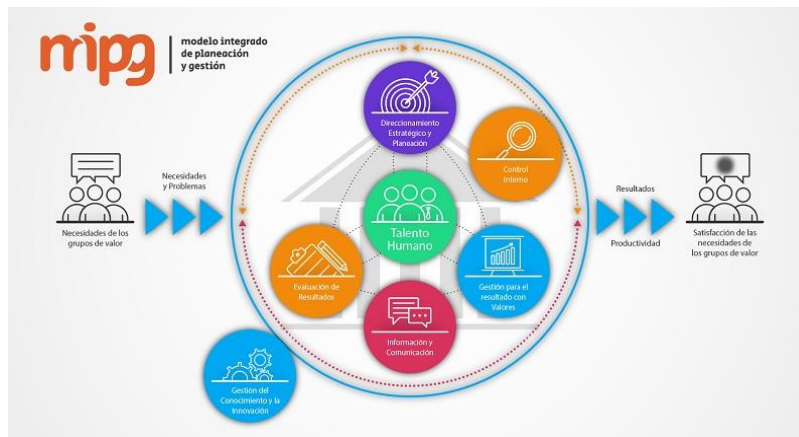 mipg
modelo integrado
de planeación
y gestión
Direccionamiento
Estratégico y
Planeación
Control
Interno
Necesidades
y Problemas
Necesidades de los
grupos de valor
Talento
Humano
Resultados
Productividad
Satisfacción de las
necesidades de
los grupos de valor
Evaluación de
Resultados
Gestión para el
resultado con
Valores
Información y
Comunicación
Gestión del
Conocimiento y la
Innovación